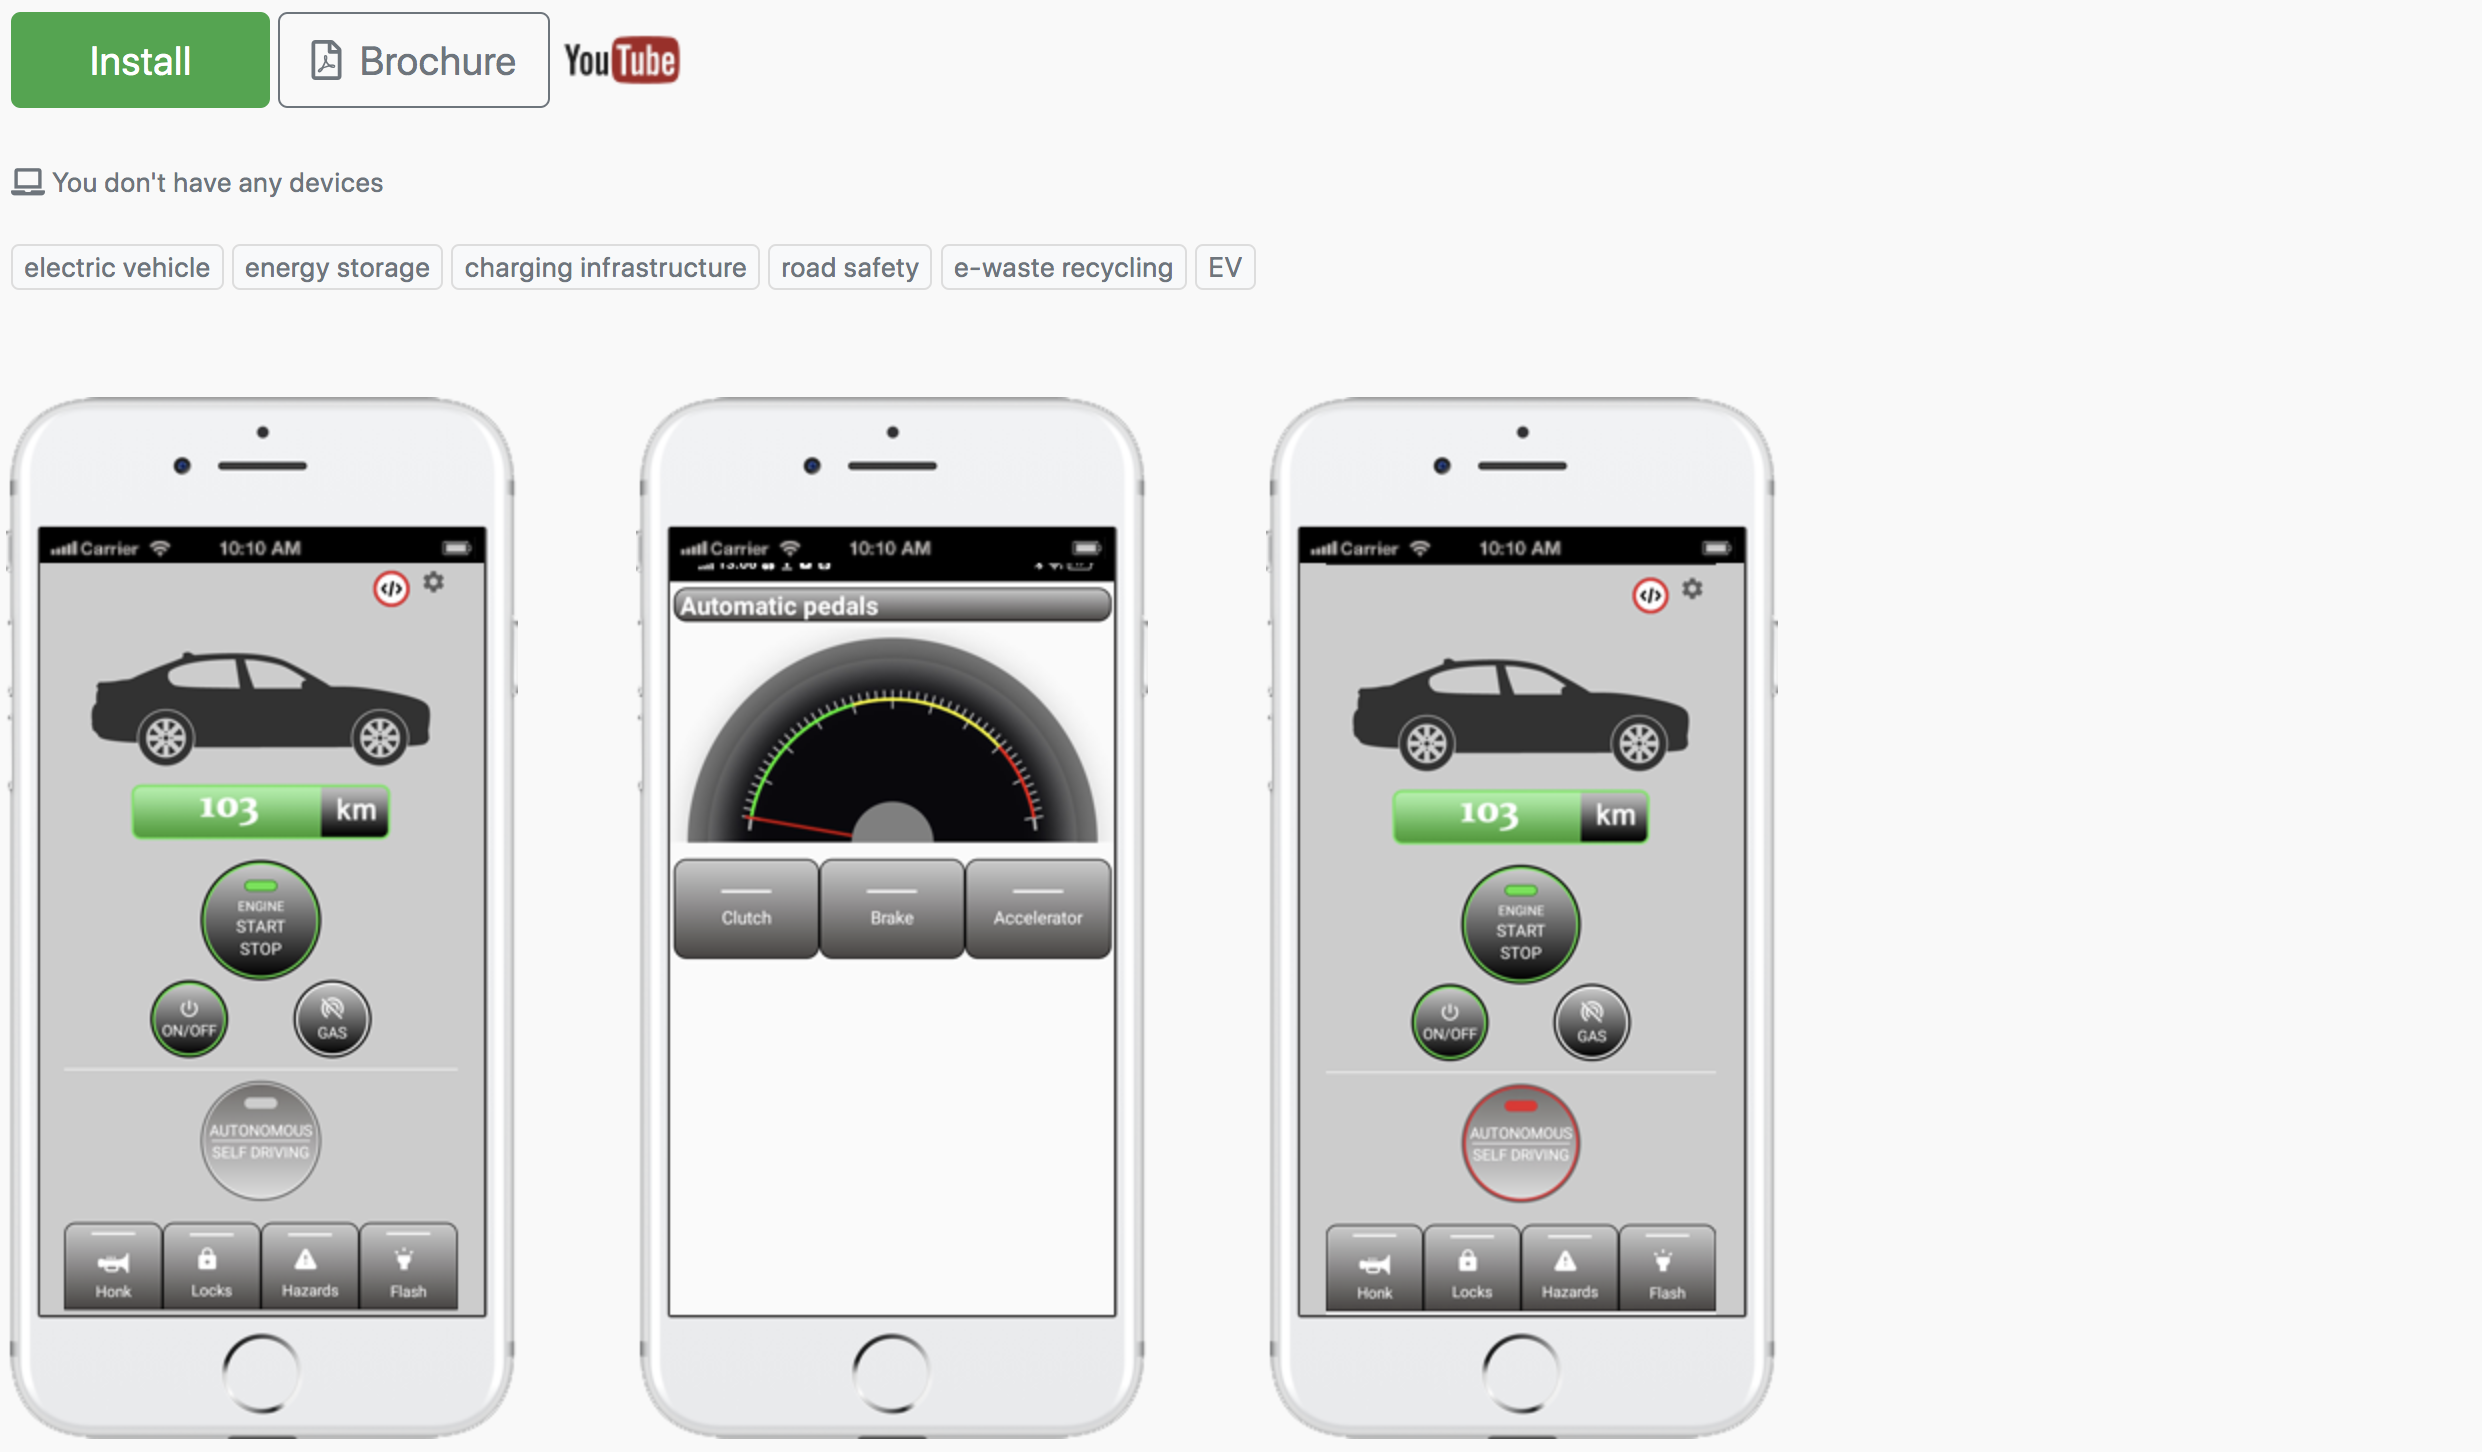 Install
Brochure
YouTube
You don't have any devices
electric vehicle
energy storage
charging infrastructure
road safety
e-waste recycling
EV
Carrier 10:10 AM
103 km
ENGINE
START
STOP
ON/OFF
GAS
AUTONOMOUS
SELF DRIVING
Honk
Locks
Hazards
Flash
Carrier 10:10 AM
Automatic pedals
Clutch
Brake
Accelerator
Carrier 10:10 AM
103 km
ENGINE
START
STOP
ON/OFF
GAS
AUTONOMOUS
SELF DRIVING
Honk
Locks
Hazards
Flash